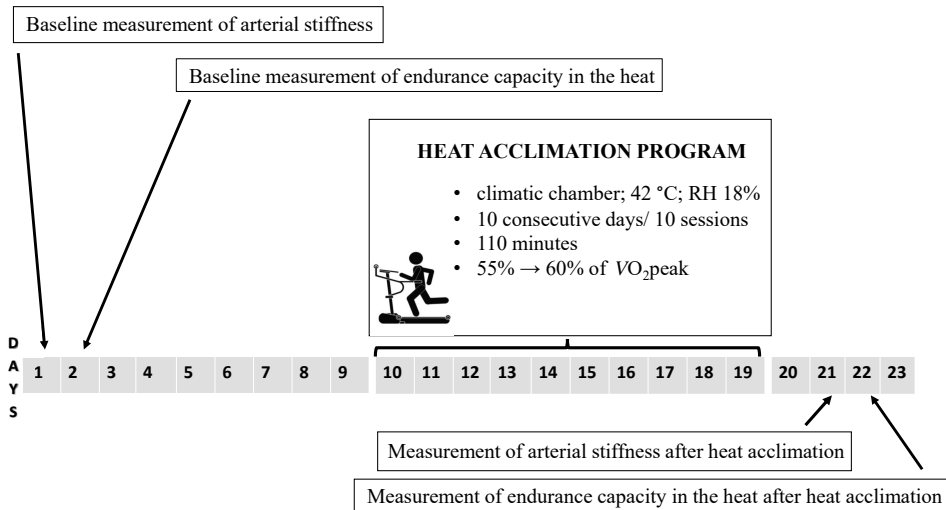 Baseline measurement of arterial stiffness
Baseline measurement of endurance capacity in the heat
HEAT ACCLIMATION PROGRAM
• climatic chamber; 42 °C; RH 18%
• 10 consecutive days/ 10 sessions
• 110 minutes
• 55% → 60% of VO₂peak
DAYS
1 2 3 4 5 6 7 8 9 10 11 12 13 14 15 16 17 18 19 20 21 22 23
Measurement of arterial stiffness after heat acclimation
Measurement of endurance capacity in the heat after heat acclimation